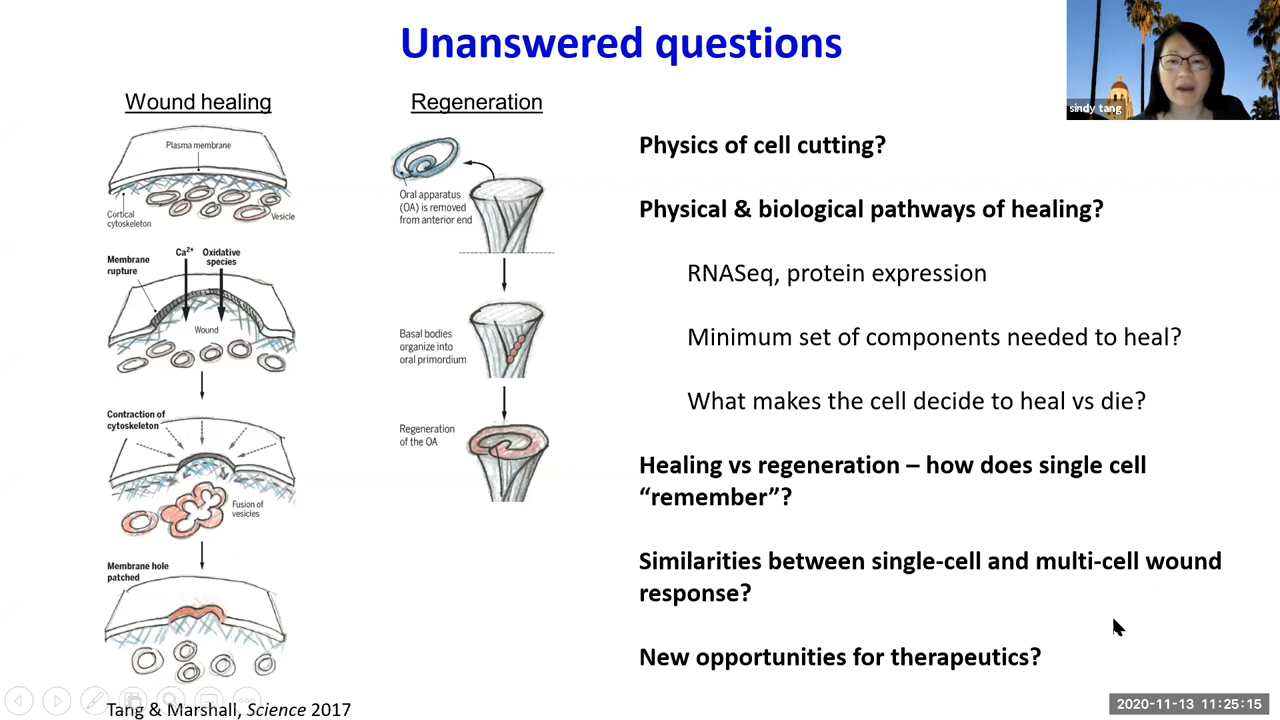 Unanswered questions
sindy tang
Wound healing
Plasma membrane
Cortical
cytoskeleton
Vesicle
Membrane
rupture
Ca2+
Oxidative
species
Wound
Contraction of
cytoskeleton
Fusion of
vesicles
Membrane hole
patched
Tang & Marshall, Science 2017
Regeneration
Oral apparatus
(OA) is removed
from anterior end
Basal bodies
organize into
oral primordium
Regeneration
of the OA
Physics of cell cutting?
Physical & biological pathways of healing?
RNASeq, protein expression
Minimum set of components needed to heal?
What makes the cell decide to heal vs die?
Healing vs regeneration – how does single cell
“remember”?
Similarities between single-cell and multi-cell wound
response?
New opportunities for therapeutics?
2020-11-13 11:25:15